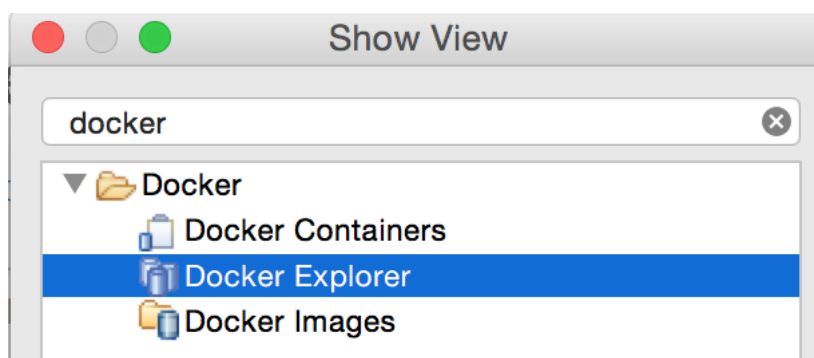 Show View
docker
Docker
Docker Containers
Docker Explorer
Docker Images